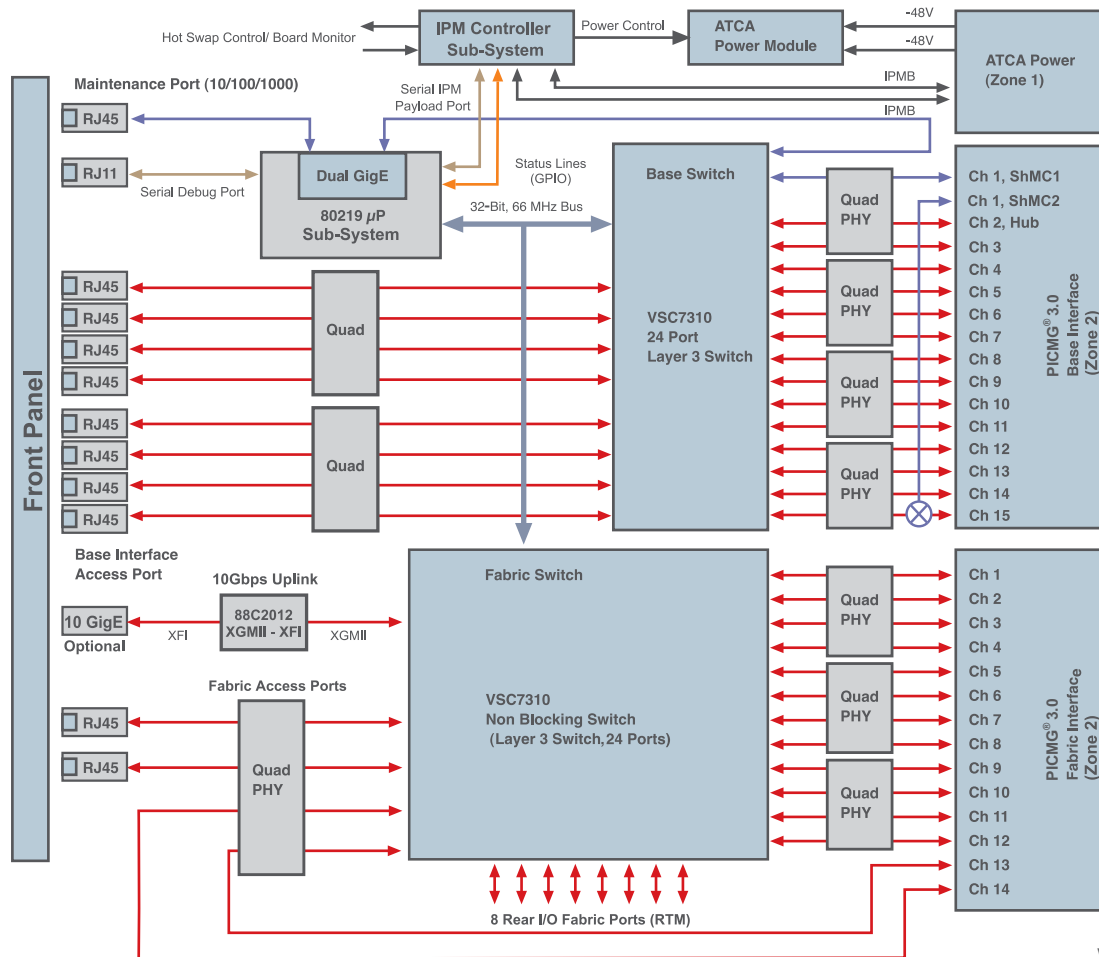 Hot Swap Control/ Board Monitor
IPM Controller
Sub-System
Power Control
ATCA
Power Module
-48V
-48V
ATCA Power
(Zone 1)
IPMB
IPMB
Maintenance Port (10/100/1000)
Serial IPM
Payload Port
RJ45
RJ11
Serial Debug Port
Dual GigE
80219 µP
Sub-System
Status Lines
(GPIO)
32-Bit, 66 MHz Bus
Front Panel
RJ45
RJ45
RJ45
RJ45
Quad
RJ45
RJ45
RJ45
RJ45
Quad
Base Switch
VSC7310
24 Port
Layer 3 Switch
Quad
PHY
Quad
PHY
Quad
PHY
Quad
PHY
Ch 1, ShMC1
Ch 1, ShMC2
Ch 2, Hub
Ch 3
Ch 4
Ch 5
Ch 6
Ch 7
Ch 8
Ch 9
Ch 10
Ch 11
Ch 12
Ch 13
Ch 14
Ch 15
PICMG® 3.0
Base Interface
(Zone 2)
Base Interface
Access Port
10Gbps Uplink
10 GigE
Optional
XFI
88C2012
XGMII - XFI
XGMII
Fabric Access Ports
RJ45
RJ45
Quad
PHY
Fabric Switch
VSC7310
Non Blocking Switch
(Layer 3 Switch,24 Ports)
8 Rear I/O Fabric Ports (RTM)
Quad
PHY
Quad
PHY
Quad
PHY
Ch 1
Ch 2
Ch 3
Ch 4
Ch 5
Ch 6
Ch 7
Ch 8
Ch 9
Ch 10
Ch 11
Ch 12
Ch 13
Ch 14
PICMG® 3.0
Fabric Interface
(Zone 2)